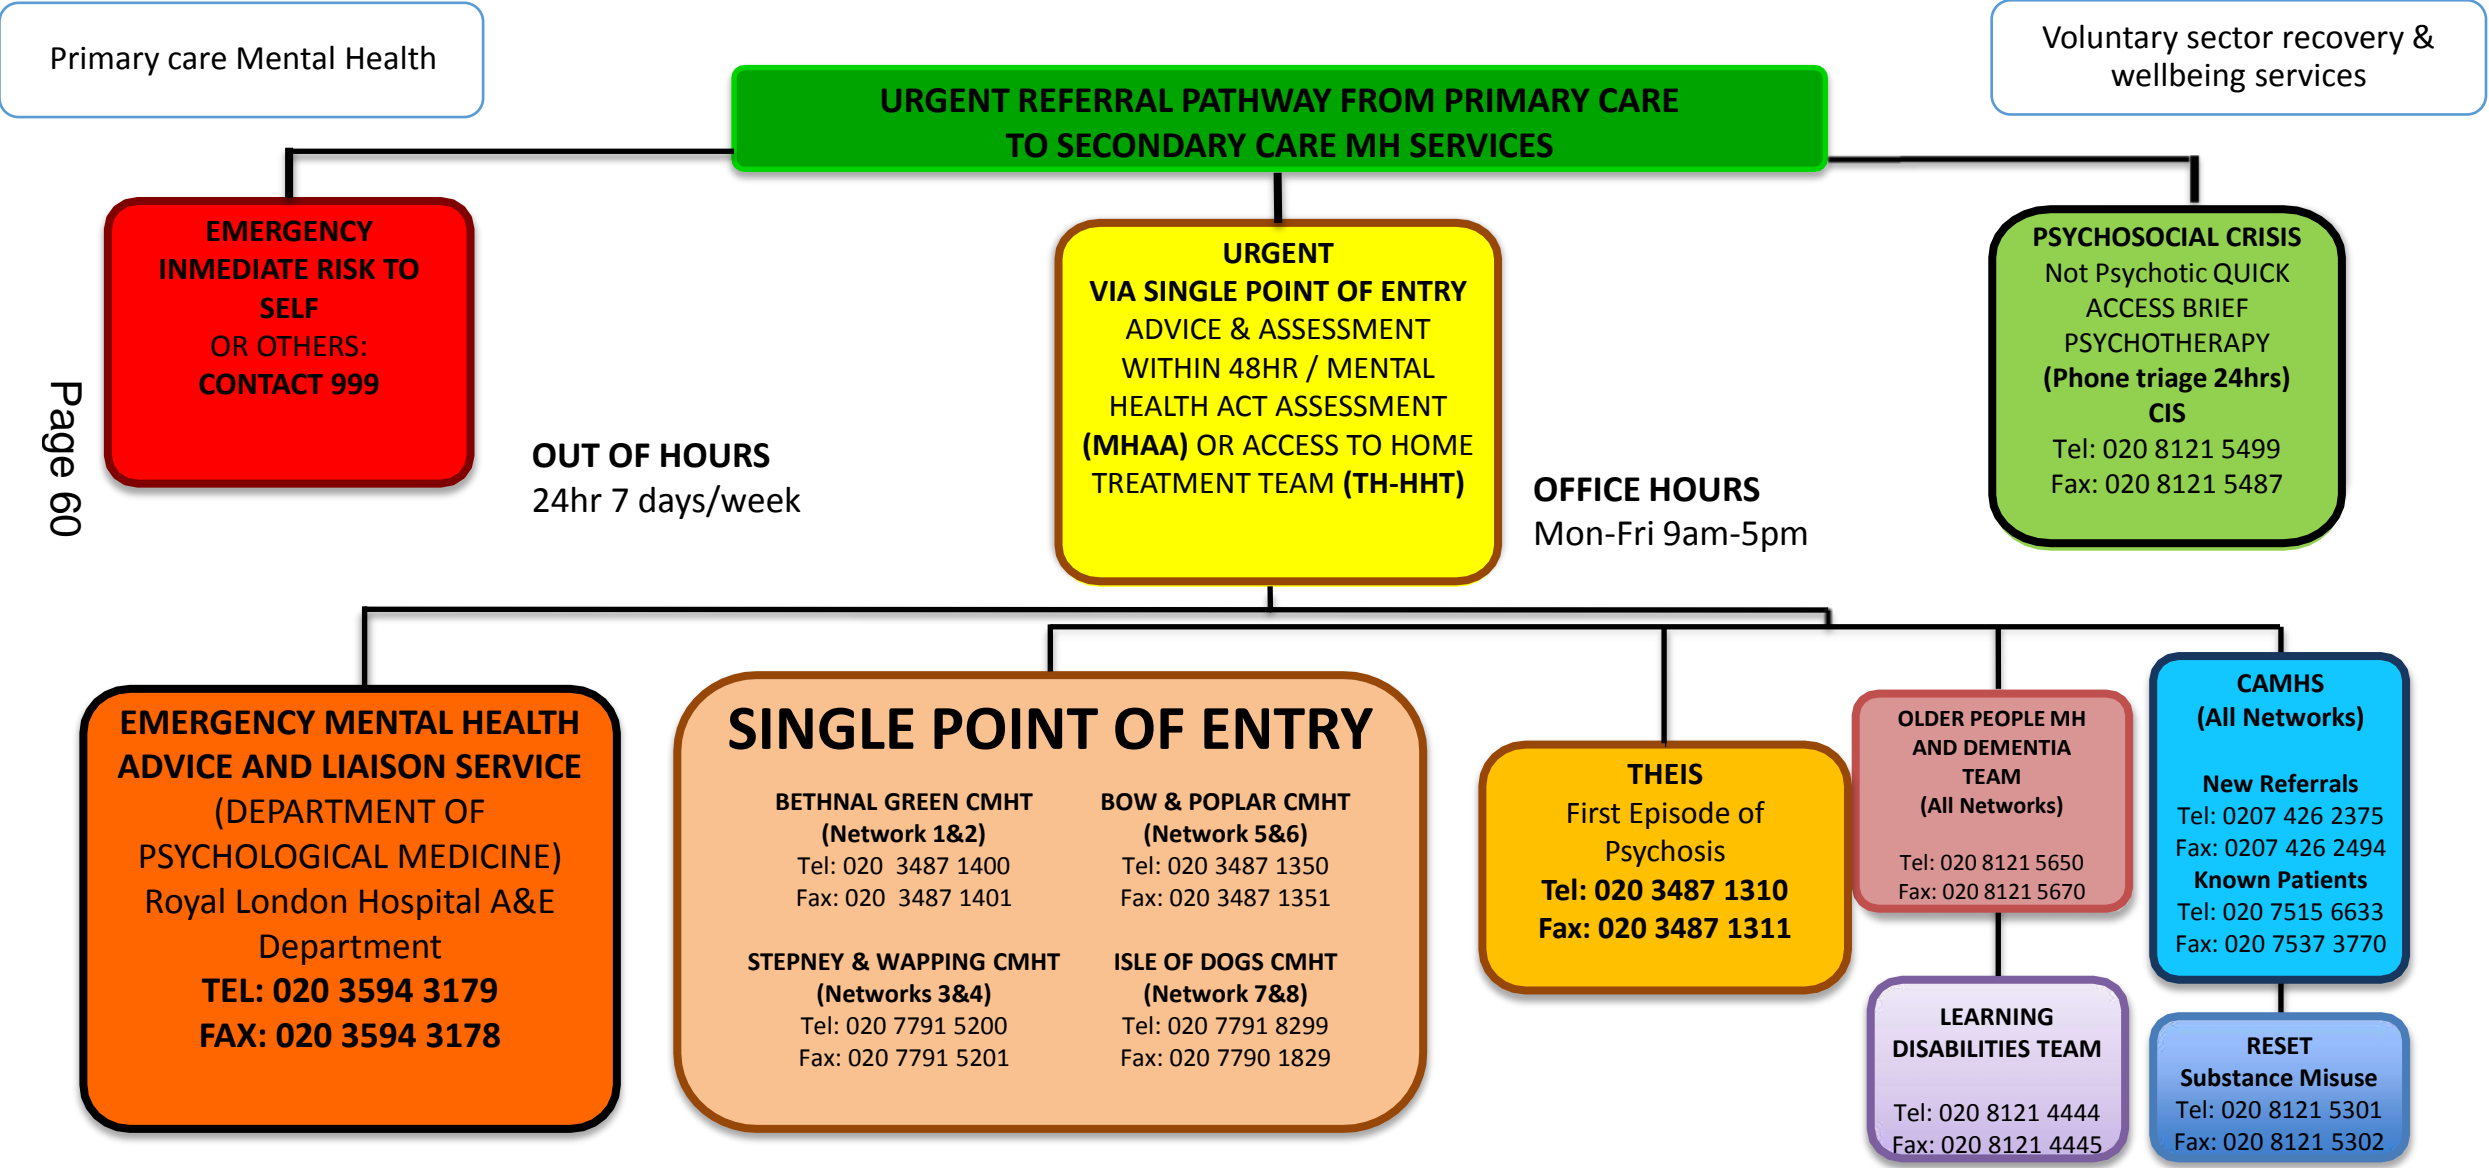 Primary care Mental Health
Voluntary sector recovery &
wellbeing services
URGENT REFERRAL PATHWAY FROM PRIMARY CARE
TO SECONDARY CARE MH SERVICES
EMERGENCY
INMEDIATE RISK TO
SELF
OR OTHERS:
CONTACT 999
URGENT
VIA SINGLE POINT OF ENTRY
ADVICE & ASSESSMENT
WITHIN 48HR / MENTAL
HEALTH ACT ASSESSMENT
(MHAA) OR ACCESS TO HOME
TREATMENT TEAM (TH-HHT)
PSYCHOSOCIAL CRISIS
Not Psychotic QUICK
ACCESS BRIEF
PSYCHOTHERAPY
(Phone triage 24hrs)
CIS
Tel: 020 8121 5499
Fax: 020 8121 5487
Page 60
OUT OF HOURS
24hr 7 days/week
OFFICE HOURS
Mon-Fri 9am-5pm
EMERGENCY MENTAL HEALTH
ADVICE AND LIAISON SERVICE
(DEPARTMENT OF
PSYCHOLOGICAL MEDICINE)
Royal London Hospital A&E
Department
TEL: 020 3594 3179
FAX: 020 3594 3178
SINGLE POINT OF ENTRY
BETHNAL GREEN CMHT
(Network 1&2)
Tel: 020  3487 1400
Fax: 020  3487 1401
BOW & POPLAR CMHT
(Network 5&6)
Tel: 020 3487 1350
Fax: 020 3487 1351
STEPNEY & WAPPING CMHT
(Networks 3&4)
Tel: 020 7791 5200
Fax: 020 7791 5201
ISLE OF DOGS CMHT
(Network 7&8)
Tel: 020 7791 8299
Fax: 020 7790 1829
THEIS
First Episode of
Psychosis
Tel: 020 3487 1310
Fax: 020 3487 1311
OLDER PEOPLE MH
AND DEMENTIA
TEAM
(All Networks)
Tel: 020 8121 5650
Fax: 020 8121 5670
CAMHS
(All Networks)
New Referrals
Tel: 0207 426 2375
Fax: 0207 426 2494
Known Patients
Tel: 020 7515 6633
Fax: 020 7537 3770
LEARNING
DISABILITIES TEAM
Tel: 020 8121 4444
Fax: 020 8121 4445
RESET
Substance Misuse
Tel: 020 8121 5301
Fax: 020 8121 5302